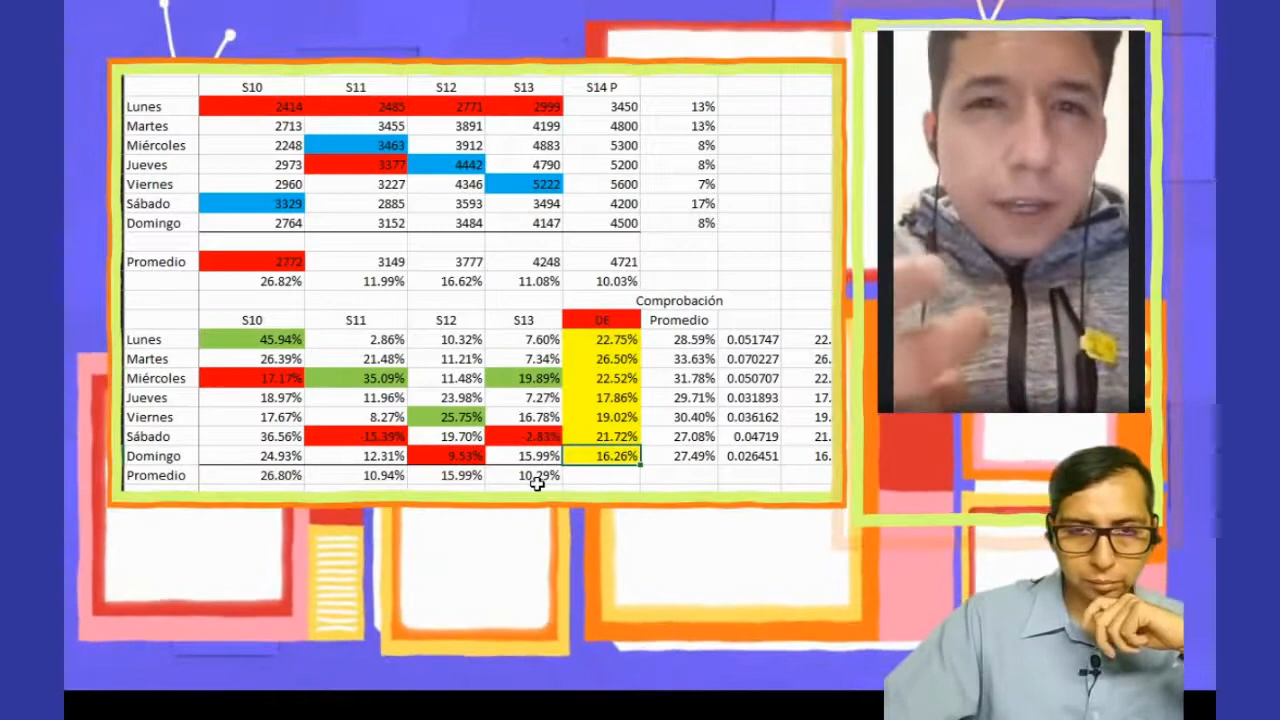 S10 S11 S12 S13 S14 P
Lunes 2414 2485 2771 2999 3450 13%
Martes 2713 3455 3891 4199 4800 13%
Miércoles 2248 3463 3912 4883 5300 8%
Jueves 2973 3377 4442 4790 5200 8%
Viernes 2960 3227 4346 5222 5600 7%
Sábado 3329 2885 3593 3494 4200 17%
Domingo 2764 3152 3484 4147 4500 8%
Promedio 2772 3149 3777 4248 4721
26.82% 11.99% 16.62% 11.08% 10.03%
Comprobación
S10 S11 S12 S13 DE Promedio
Lunes 45.94% 2.86% 10.32% 7.60% 22.75% 28.59% 0.051747 22.
Martes 26.39% 21.48% 11.21% 7.34% 26.50% 33.63% 0.070227 26.
Miércoles 17.17% 35.09% 11.48% 19.89% 22.52% 31.78% 0.050707 22.
Jueves 18.97% 11.96% 23.98% 7.27% 17.86% 29.71% 0.031893 17.
Viernes 17.67% 8.27% 25.75% 16.78% 19.02% 30.40% 0.036162 19.
Sábado 36.56% -15.39% 19.70% -2.83% 21.72% 27.08% 0.04719 21.
Domingo 24.93% 12.31% 9.53% 15.99% 16.26% 27.49% 0.026451 16.
Promedio 26.80% 10.94% 15.99% 10.29%